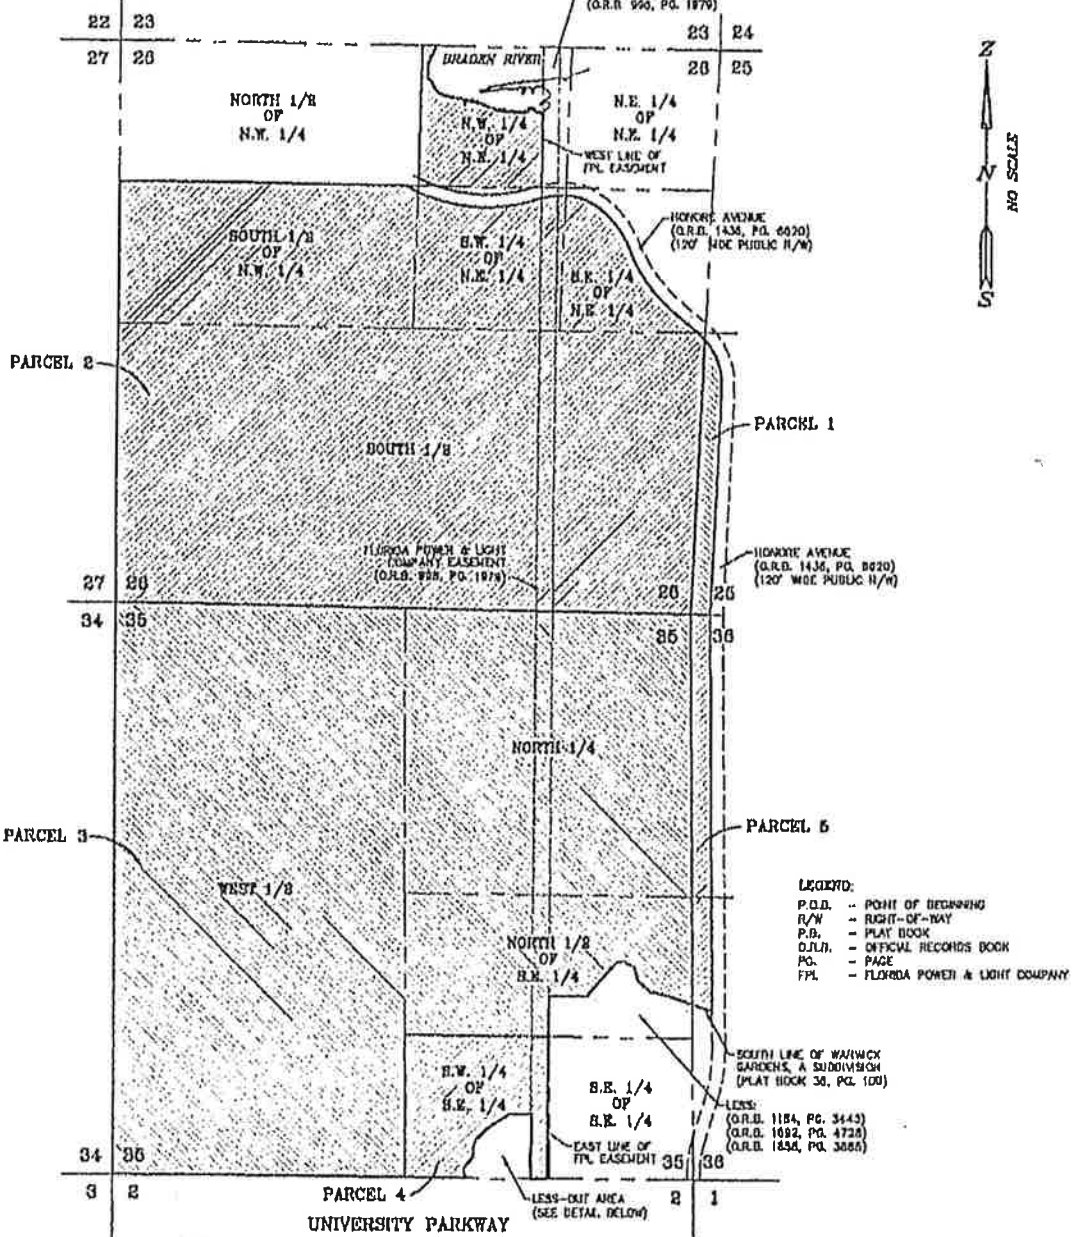 (O.R.B. 996, PG. 1979)
22 23
23 24
27 26
26 25
BRADEN RIVER
NORTH 1/2
OF
N.W. 1/4
N.W. 1/4
OF
N.E. 1/4
N.E. 1/4
OF
N.E. 1/4
WEST LINE OF
FPL EASEMENT
Z
N
S
NO SCALE
HONORE AVENUE
(O.R.B. 1436, PG. 6620)
(120' WIDE PUBLIC R/W)
SOUTH 1/2
OF
N.W. 1/4
S.W. 1/4
OF
N.E. 1/4
S.E. 1/4
OF
N.E. 1/4
PARCEL 2
PARCEL 1
SOUTH 1/2
FLORIDA POWER & LIGHT
COMPANY EASEMENT
(O.R.B. 996, PG. 1979)
HONORE AVENUE
(O.R.B. 1436, PG. 6620)
(120' WIDE PUBLIC R/W)
27 26
26 25
34 35
35 36
NORTH 1/4
PARCEL 3
PARCEL 5
WEST 1/2
LEGEND:
P.O.B. - POINT OF BEGINNING
R/W - RIGHT-OF-WAY
P.B. - PLAT BOOK
O.R.B. - OFFICIAL RECORDS BOOK
PG. - PAGE
FPL - FLORIDA POWER & LIGHT COMPANY
NORTH 1/2
OF
S.E. 1/4
SOUTH LINE OF WARWICK
GARDENS, A SUBDIVISION
(PLAT BOOK 36, PG. 100)
S.W. 1/4
OF
S.E. 1/4
S.E. 1/4
OF
S.E. 1/4
LESS:
(O.R.B. 1184, PG. 3443)
(O.R.B. 1692, PG. 4728)
(O.R.B. 1838, PG.
EAST LINE OF
FPL EASEMENT
34 35
35 36
3 2
2 1
PARCEL 4
LESS-OUT AREA
(SEE DETAIL BELOW)
UNIVERSITY PARKWAY